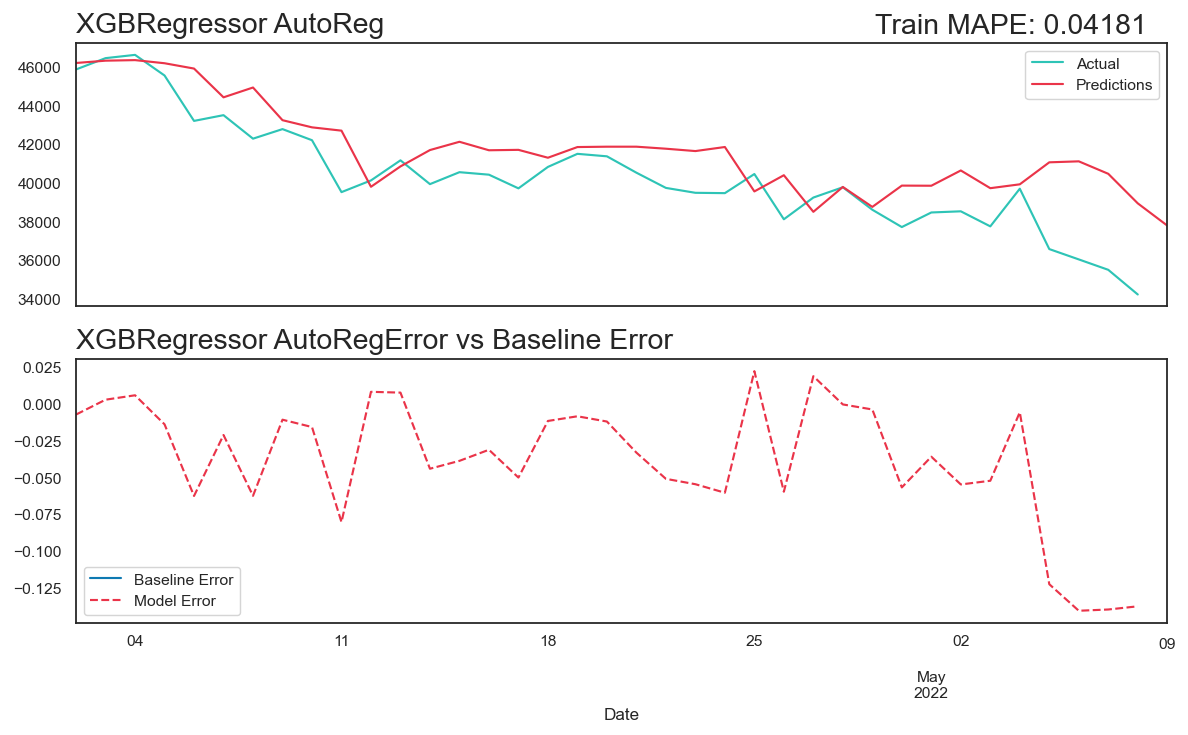 XGBRegressor AutoReg
Train MAPE: 0.04181
46000
44000
42000
40000
38000
36000
34000
Actual
Predictions
XGBRegressor AutoRegError vs Baseline Error
0.025
0.000
−0.025
−0.050
−0.075
−0.100
−0.125
Baseline Error
Model Error
04
11
18
25
02
09
May
2022
Date